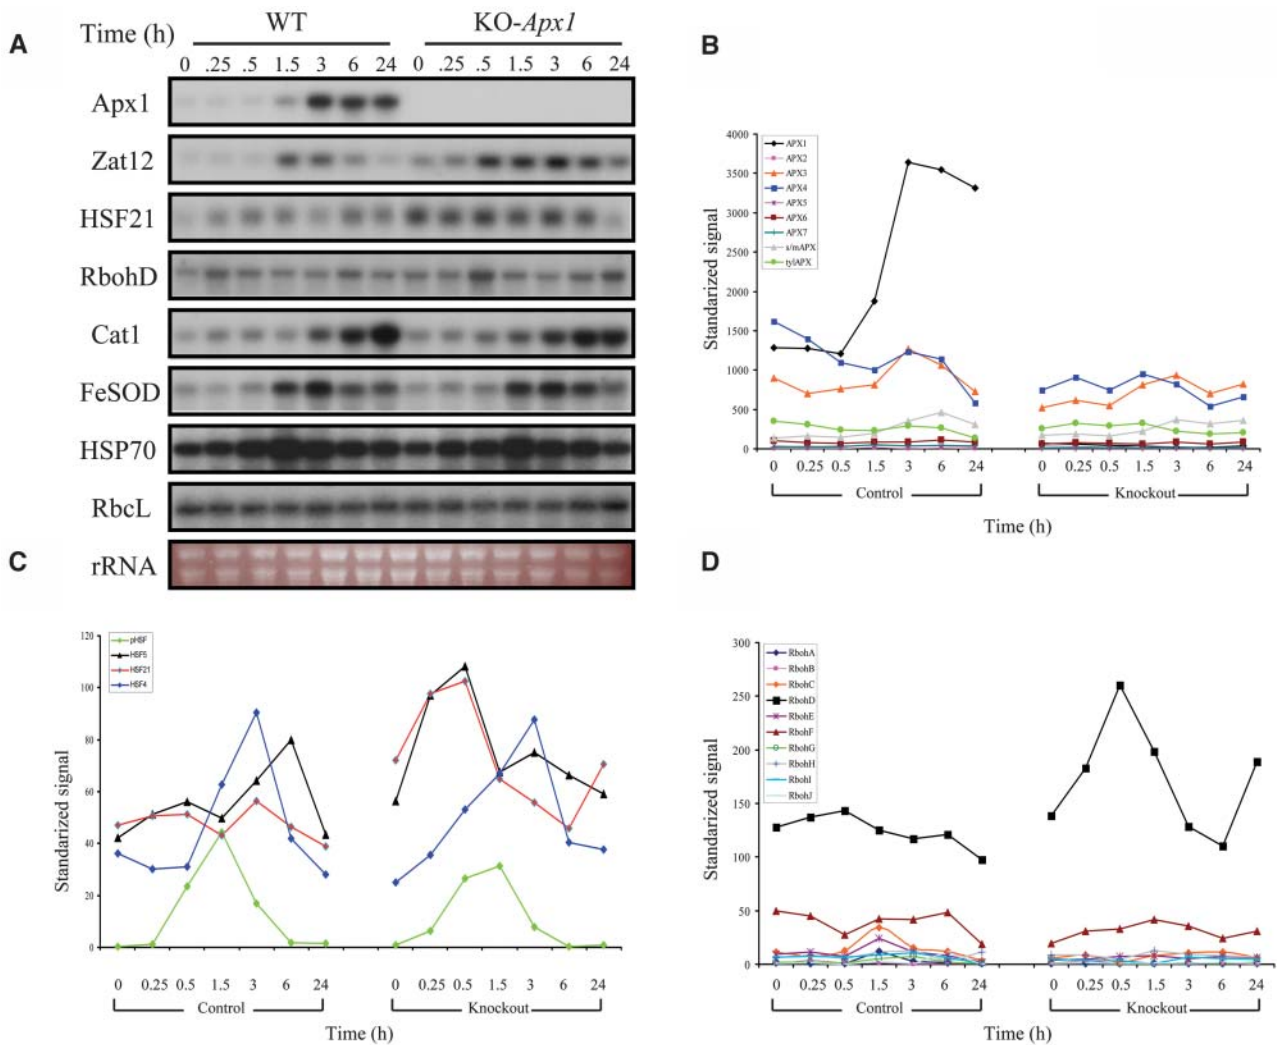 A
Time (h)
WT
KO-Apx1
0 .25 .5 1.5 3 6 24 0 .25 .5 1.5 3 6 24
Apx1
Zat12
HSF21
RbohD
Cat1
FeSOD
HSP70
RbcL
rRNA
B
Standarized signal
4000
3500
3000
2500
2000
1500
1000
500
0
APX1
APX2
APX3
APX4
APX5
APX6
APX7
s/mAPX
tylAPX
0 0.25 0.5 1.5 3 6 24 0 0.25 0.5 1.5 3 6 24
Control Knockout
Time (h)
C
Standarized signal
120
100
80
60
40
20
0
pHSF
HSF5
HSF21
HSF4
0 0.25 0.5 1.5 3 6 24 0 0.25 0.5 1.5 3 6 24
Control Knockout
Time (h)
D
Standarized signal
300
250
200
150
100
50
0
RbohA
RbohB
RbohC
RbohD
RbohE
RbohF
RbohG
RbohH
RbohI
RbohJ
0 0.25 0.5 1.5 3 6 24 0 0.25 0.5 1.5 3 6 24
Control Knockout
Time (h)